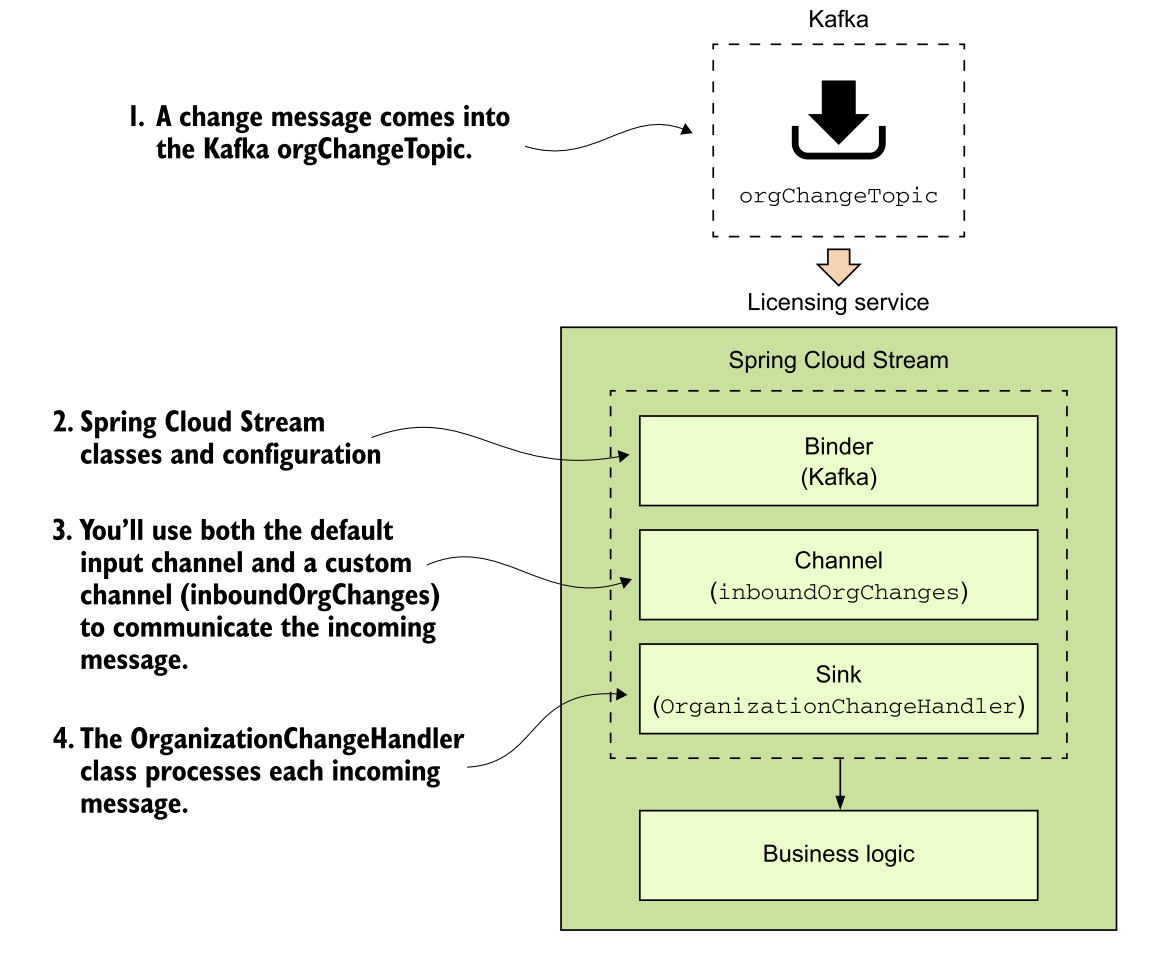 Kafka
1. A change message comes into
the Kafka orgChangeTopic.
orgChangeTopic
Licensing service
Spring Cloud Stream
2. Spring Cloud Stream
classes and configuration
Binder
(Kafka)
3. You’ll use both the default
input channel and a custom
channel (inboundOrgChanges)
to communicate the incoming
message.
Channel
(inboundOrgChanges)
Sink
(OrganizationChangeHandler)
4. The OrganizationChangeHandler
class processes each incoming
message.
Business logic